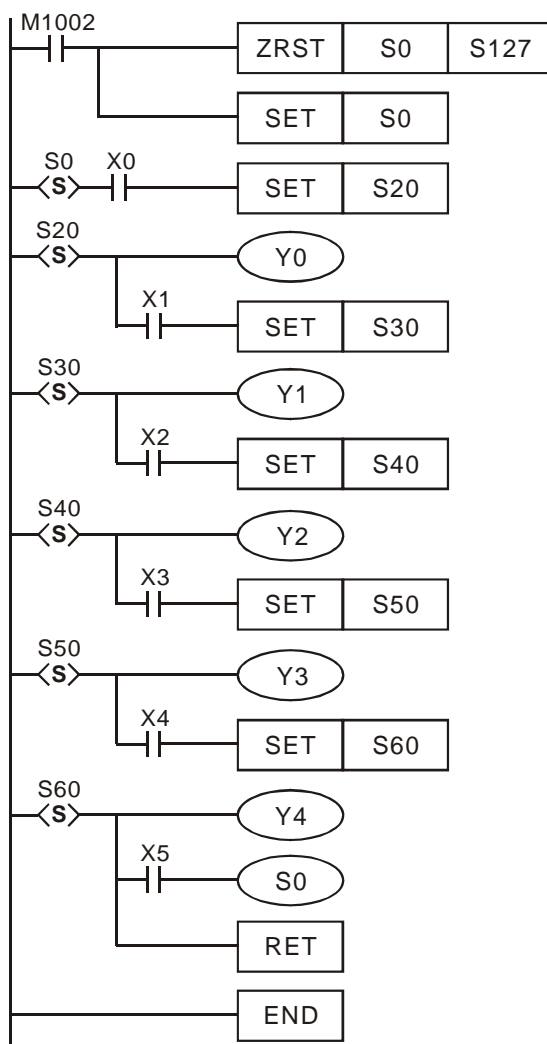 M1002
ZRST S0 S127
SET S0
S0 X0
S SET S20
S20
S Y0
X1
SET S30
S30
S Y1
X2
SET S40
S40
S Y2
X3
SET S50
S50
S Y3
X4
SET S60
S60
S Y4
X5
S0
RET
END